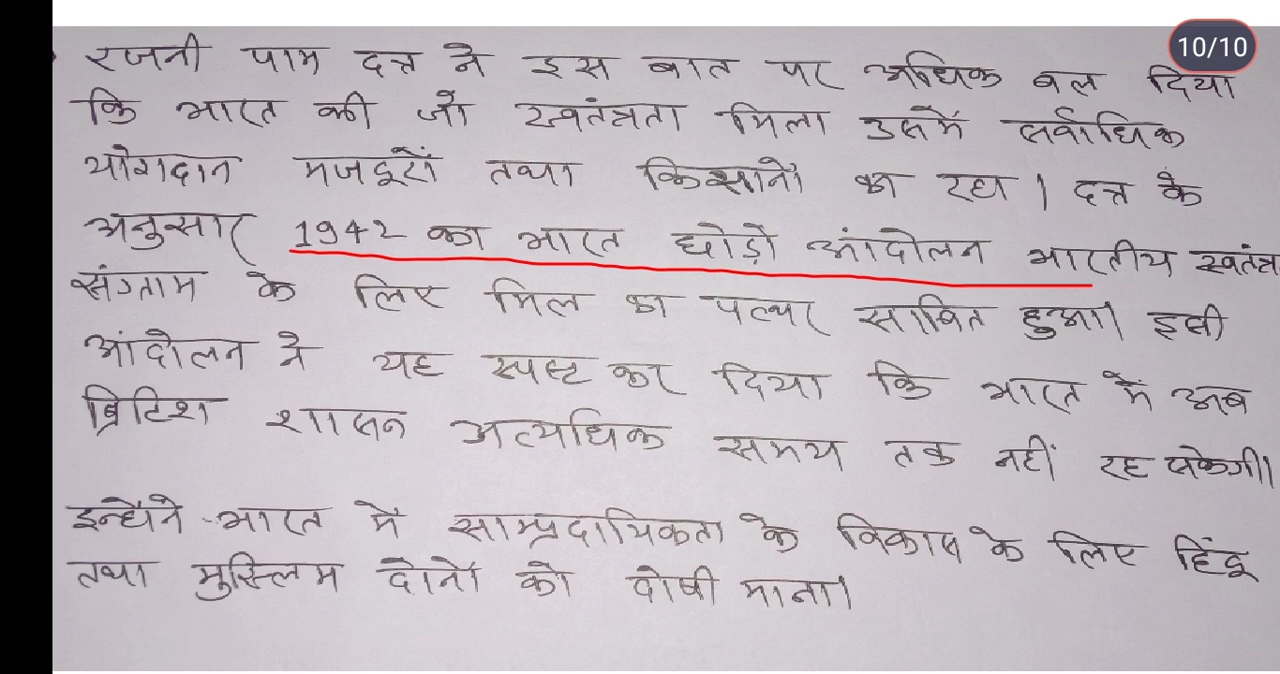 10/10
रजनी पाम दत्त ने इस बात पर अधिक बल दिया
कि भारत की जो स्वतंत्रता मिला उसमें सर्वाधिक
योगदान मजदूरों तथा किसानों का रहा। दत्त के
अनुसार 1942 का भारत छोड़ो आंदोलन भारतीय स्वतंत्र
संग्राम के लिए मिल का पत्थर साबित हुआ। इसी
आंदोलन ने यह स्पष्ट कर दिया कि भारत में अब
ब्रिटिश शासन अत्यधिक समय तक नहीं रह सकेगी।
इन्होंने भारत में साम्प्रदायिकता के विकास के लिए हिंदू
तथा मुस्लिम दोनों को दोषी माना।